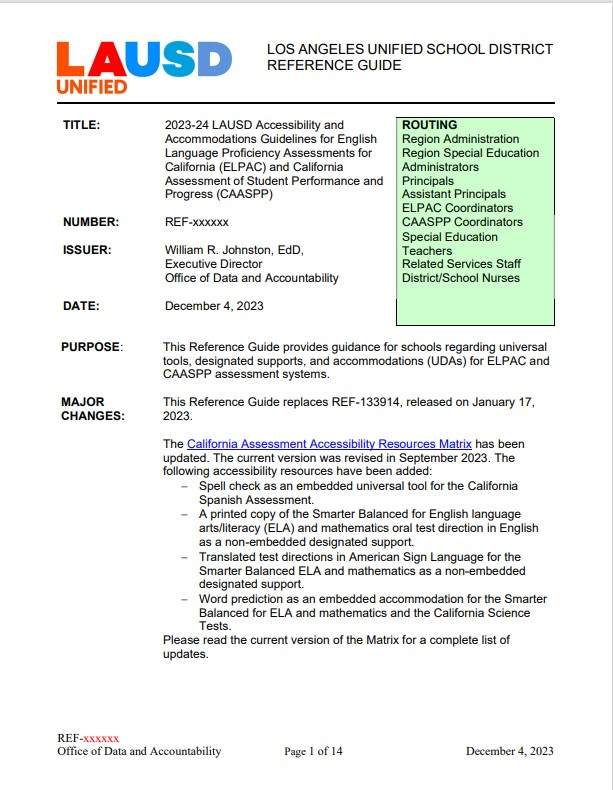 LAUSD
UNIFIED
LOS ANGELES UNIFIED SCHOOL DISTRICT
REFERENCE GUIDE
TITLE:
2023-24 LAUSD Accessibility and
Accommodations Guidelines for English
Language Proficiency Assessments for
California (ELPAC) and California
Assessment of Student Performance and
Progress (CAASPP)
NUMBER:
REF-xxxxxx
ISSUER:
William R. Johnston, EdD,
Executive Director
Office of Data and Accountability
DATE:
December 4, 2023
ROUTING
Region Administration
Region Special Education
Administrators
Principals
Assistant Principals
ELPAC Coordinators
CAASPP Coordinators
Special Education
Teachers
Related Services Staff
District/School Nurses
PURPOSE:
This Reference Guide provides guidance for schools regarding universal
tools, designated supports, and accommodations (UDAs) for ELPAC and
CAASPP assessment systems.
MAJOR
CHANGES:
This Reference Guide replaces REF-133914, released on January 17,
2023.
The California Assessment Accessibility Resources Matrix has been
updated. The current version was revised in September 2023. The
following accessibility resources have been added:
– Spell check as an embedded universal tool for the California
Spanish Assessment.
– A printed copy of the Smarter Balanced for English language
arts/literacy (ELA) and mathematics oral test direction in English
as a non-embedded designated support.
– Translated test directions in American Sign Language for the
Smarter Balanced ELA and mathematics as a non-embedded
designated support.
– Word prediction as an embedded accommodation for the Smarter
Balanced for ELA and mathematics and the California Science
Tests.
Please read the current version of the Matrix for a complete list of
updates.
REF-xxxxxx
Office of Data and Accountability
Page 1 of 14
December 4, 2023